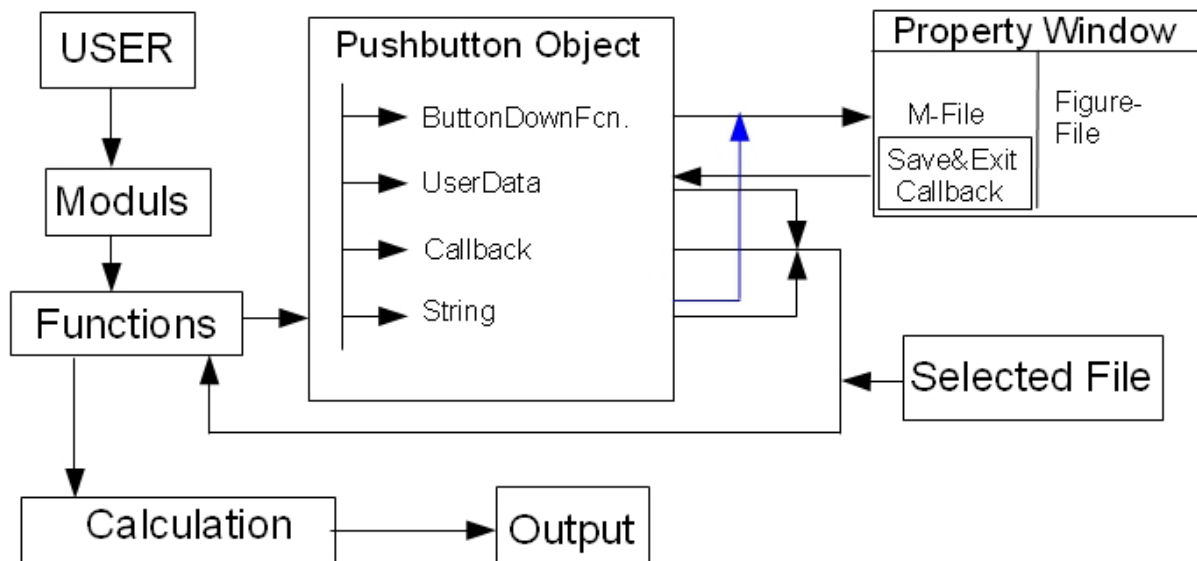 USER
Moduls
Functions
Pushbutton Object
ButtonDownFcn.
UserData
Callback
String
Property Window
M-File
Save&Exit
Callback
Figure-
File
Selected File
Calculation
Output